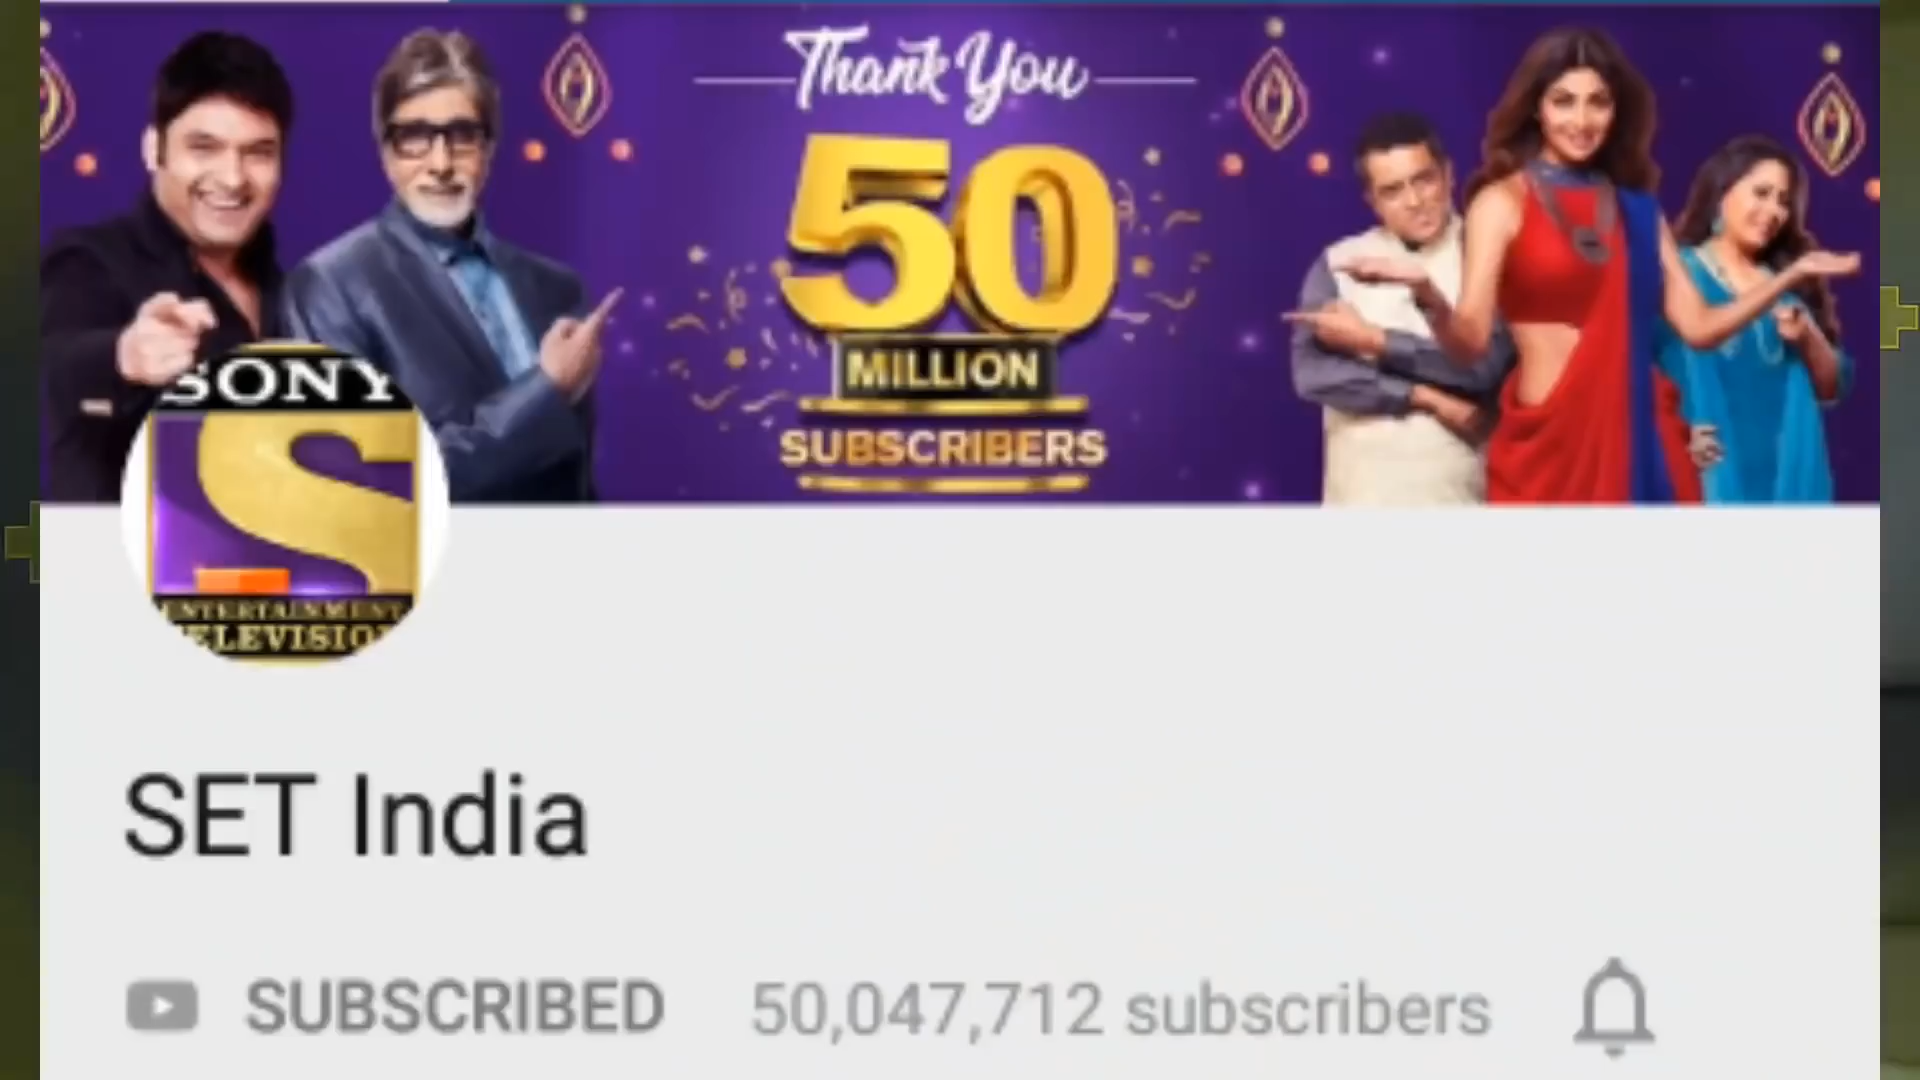 Thank You
50
MILLION
SUBSCRIBERS
SONY
S
ENTERTAINMENT
TELEVISION
SET India
SUBSCRIBED 50,047,712 subscribers